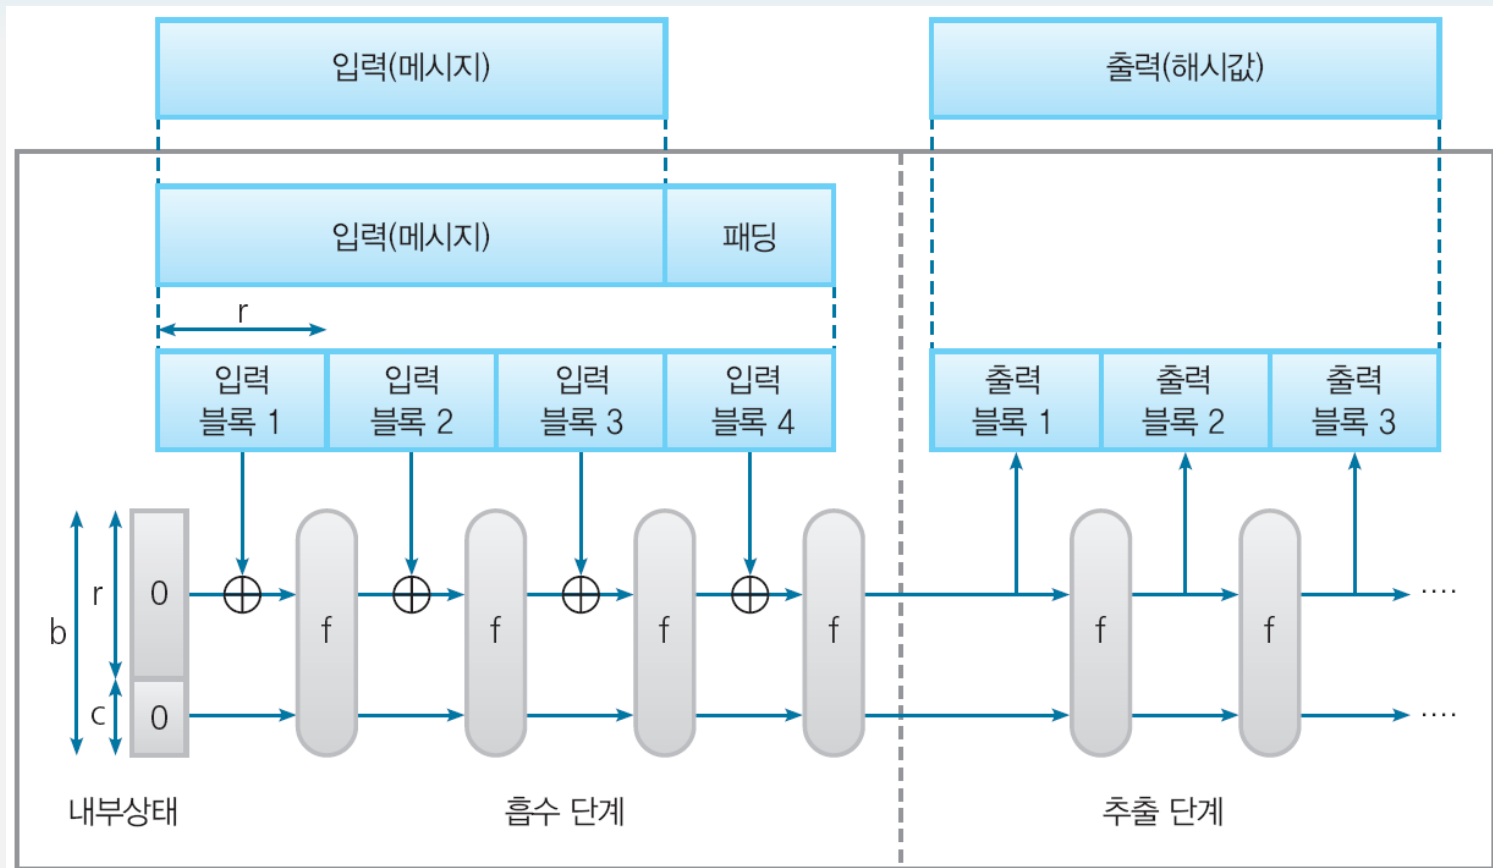 입력(메시지)
출력(해시값)
입력(메시지)
패딩
r
입력
블록 1
입력
블록 2
입력
블록 3
입력
블록 4
출력
블록 1
출력
블록 2
출력
블록 3
b
r
c
0
0
f
f
f
f
f
f
....
....
내부상태
흡수 단계
추출 단계